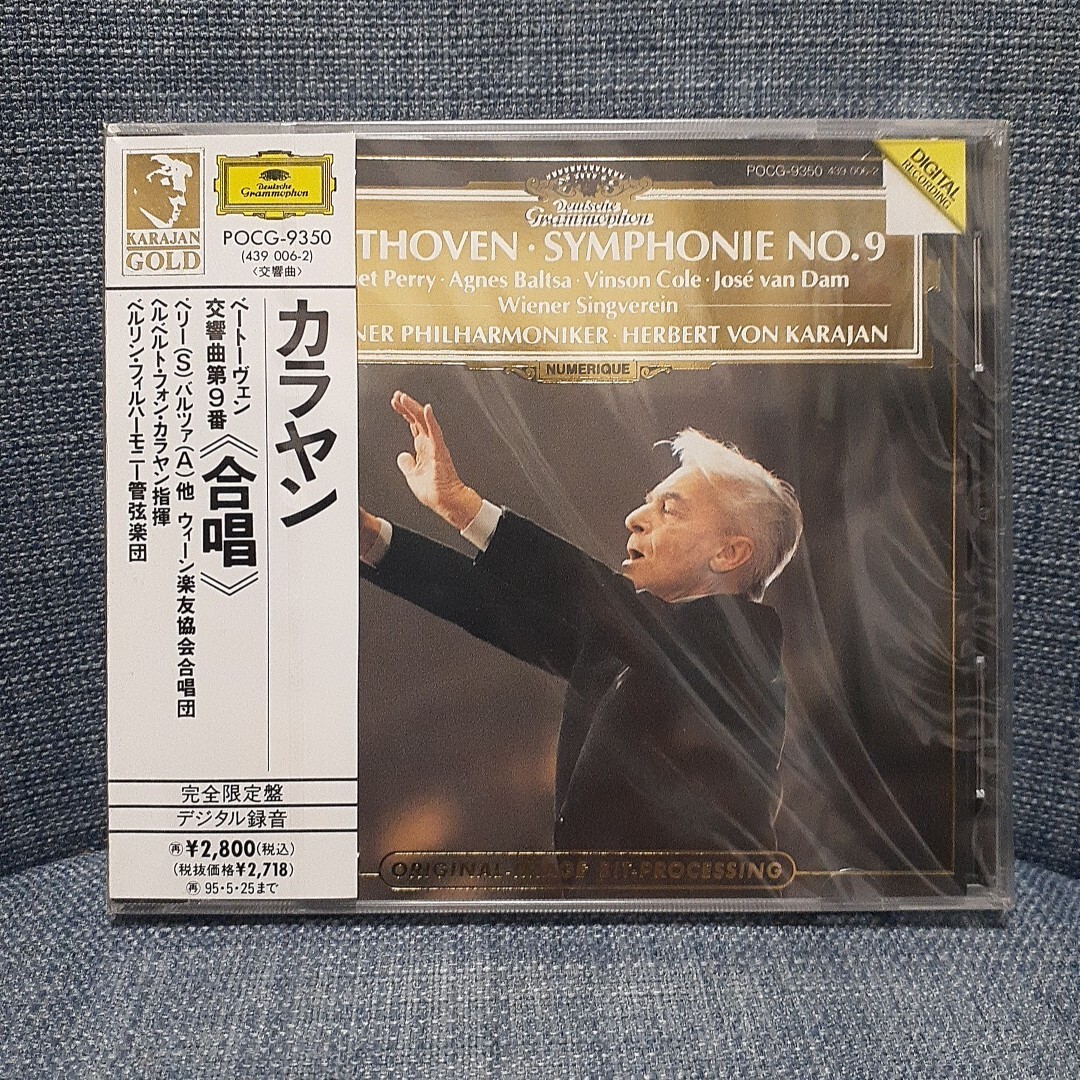 KARAJAN
GOLD
Deutsche
Grammophon
POCG-9350
(439 006-2)
〈交響曲〉
カラヤン
ベートーヴェン
交響曲第9番《合唱》
ペリー(S)バルツァ(A)他 ウィーン楽友協会合唱団
ヘルベルト・フォン・カラヤン指揮
ベルリン・フィルハーモニー管弦楽団
完全限定盤
デジタル録音
再¥2,800(税込)
(税抜価格¥2,718)
再95・5・25まで
POCG-9350 439 006-2
DIGITAL
RECORDING
Deutsche
Grammophon
THOVEN · SYMPHONIE NO. 9
et Perry · Agnes Baltsa · Vinson Cole · José van Dam
Wiener Singverein
NER PHILHARMONIKER · HERBERT VON KARAJAN
NUMERIQUE
ORIGINAL-IMAGE BIT-PROCESSING